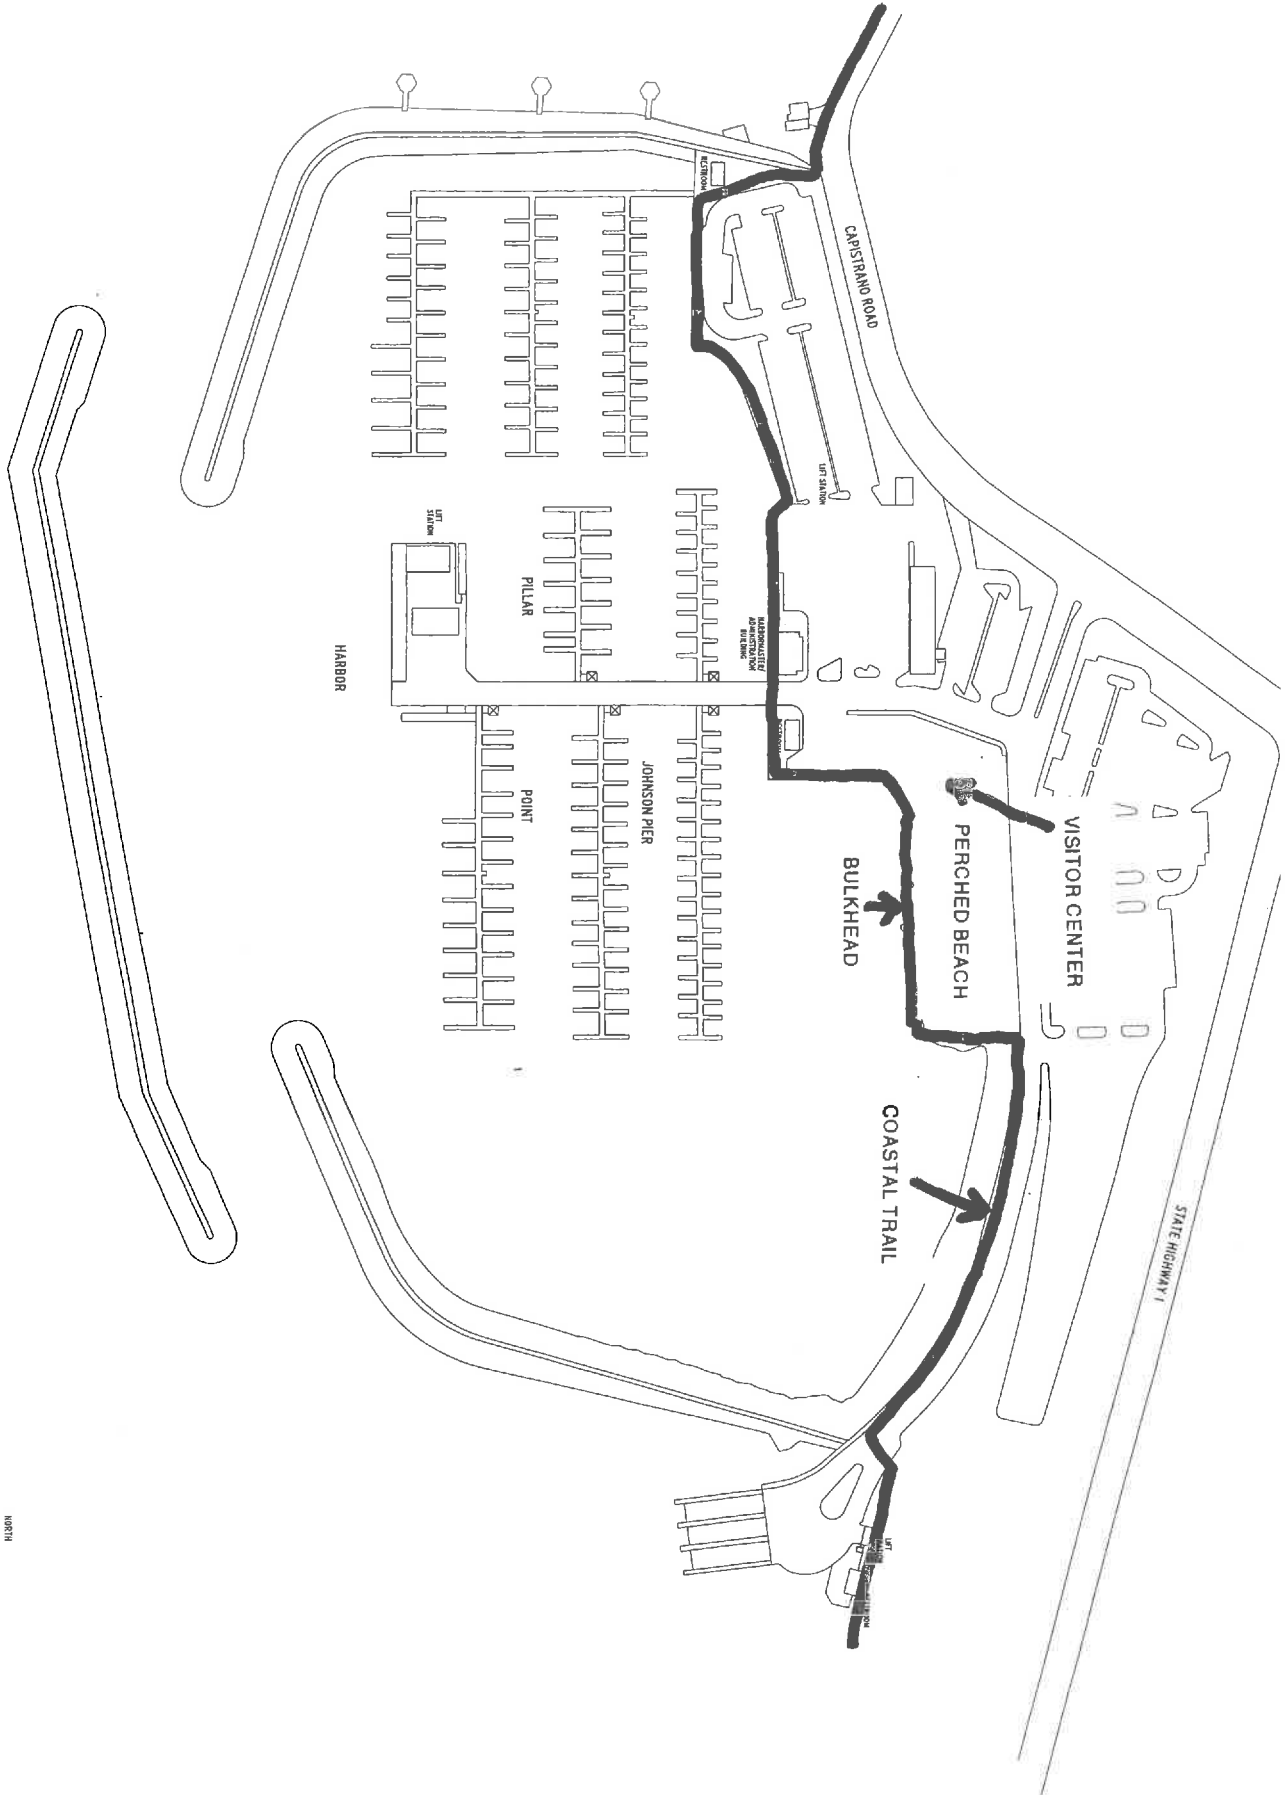 CAPISTRANO ROAD
RESTROOM
LIFT STATION
LIFT
STATION
PILLAR
HARBORMASTER/
ADMINISTRATION
BUILDING
HARBOR
RESTROOM
JOHNSON PIER
POINT
VISITOR CENTER
PERCHED BEACH
BULKHEAD
COASTAL TRAIL
STATE HIGHWAY 1
LIFT
NORTH